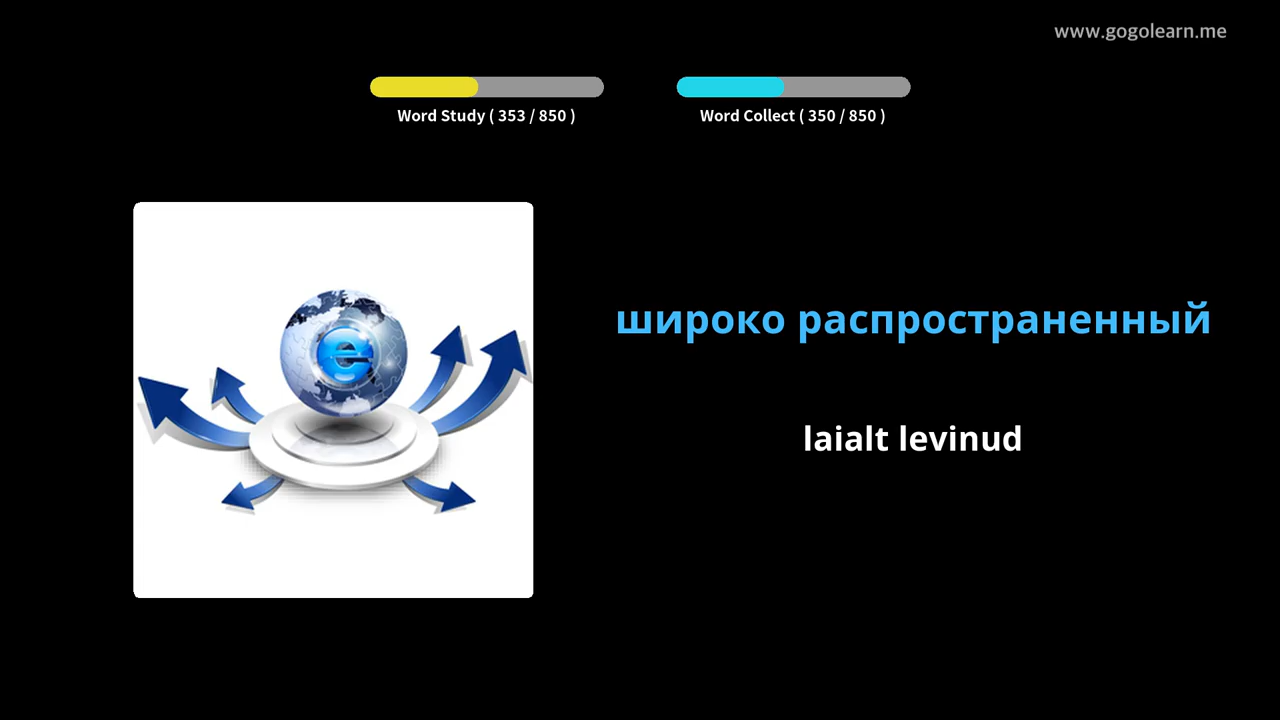 www.gogolearn.me
Word Study ( 353 / 850 )
Word Collect ( 350 / 850 )
e
широко распространенный
laialt levinud